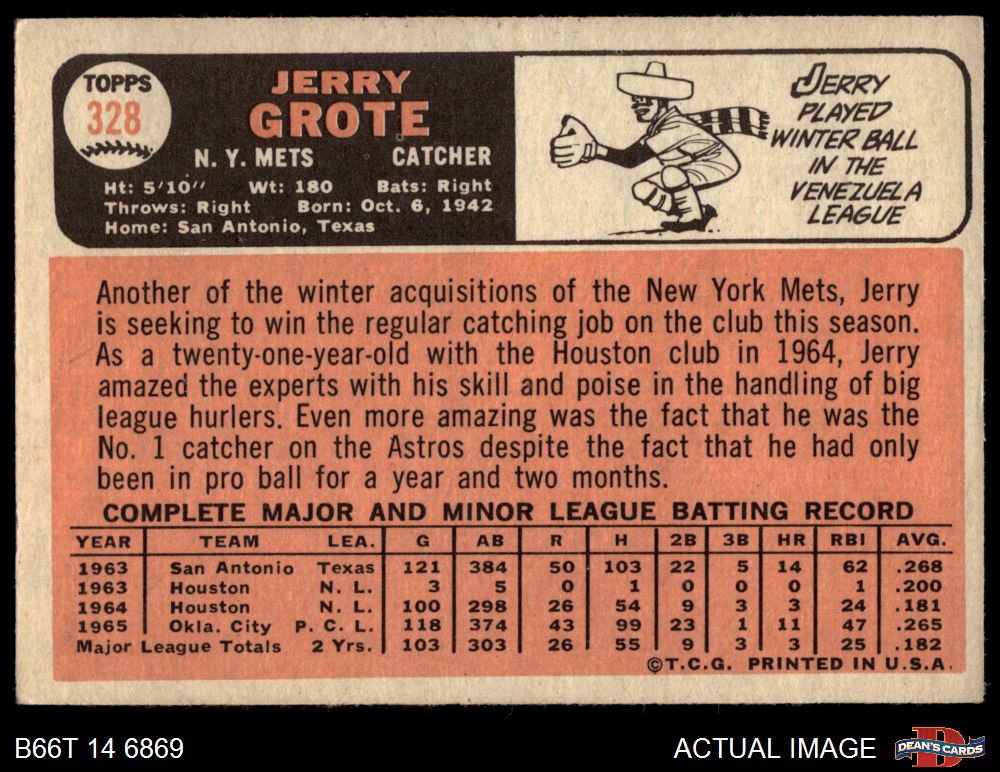 TOPPS
328
JERRY
GROTE
N. Y. METS CATCHER
Ht: 5'10" Wt: 180 Bats: Right
Throws: Right Born: Oct. 6, 1942
Home: San Antonio, Texas
JERRY
PLAYED
WINTER BALL
IN THE
VENEZUELA
LEAGUE
Another of the winter acquisitions of the New York Mets, Jerry
is seeking to win the regular catching job on the club this season.
As a twenty-one-year-old with the Houston club in 1964, Jerry
amazed the experts with his skill and poise in the handling of big
league hurlers. Even more amazing was the fact that he was the
No. 1 catcher on the Astros despite the fact that he had only
been in pro ball for a year and two months.
COMPLETE MAJOR AND MINOR LEAGUE BATTING RECORD
YEAR TEAM LEA. G AB R H 2B 3B HR RBI AVG.
1963 San Antonio Texas 121 384 50 103 22 5 14 62 .268
1963 Houston N. L. 3 5 0 1 0 0 0 1 .200
1964 Houston N. L. 100 298 26 54 9 3 3 24 .181
1965 Okla. City P. C. L. 118 374 43 99 23 1 11 47 .265
Major League Totals 2 Yrs. 103 303 26 55 9 3 3 25 .182
©T.C.G. PRINTED IN U.S.A.
B66T 14 6869
ACTUAL IMAGE
D
DEAN'S CARDS